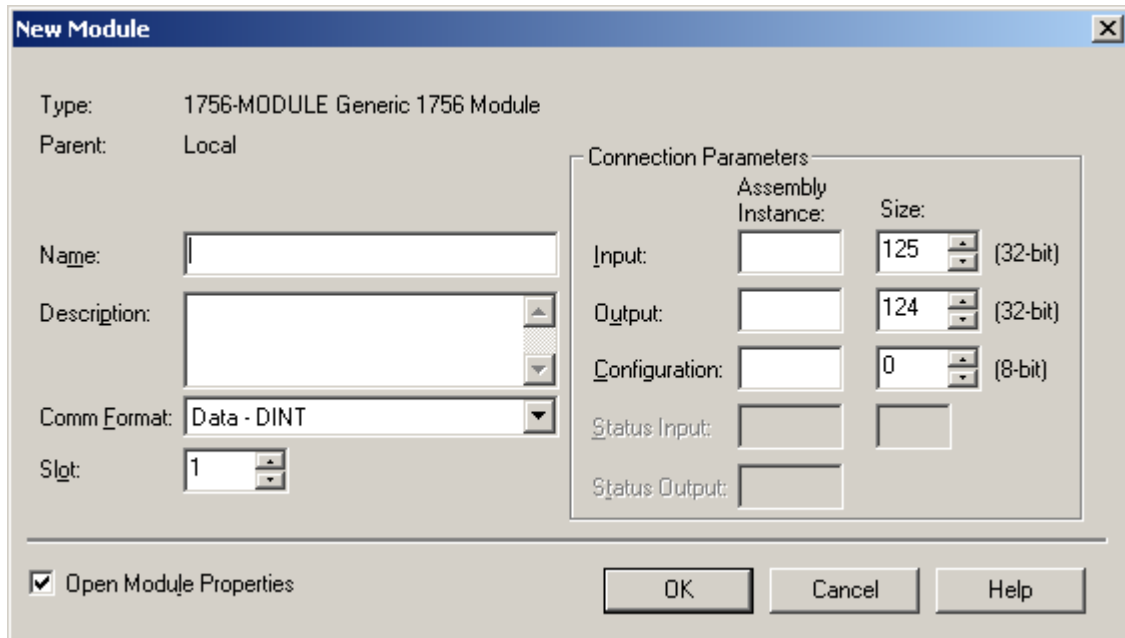 New Module
Type: 1756-MODULE Generic 1756 Module
Parent: Local
Connection Parameters
Assembly
Instance: Size:
Name:
Input: 125 (32-bit)
Description:
Output: 124 (32-bit)
Configuration: 0 (8-bit)
Comm Format: Data - DINT
Status Input:
Slot: 1
Status Output:
Open Module Properties
OK Cancel Help